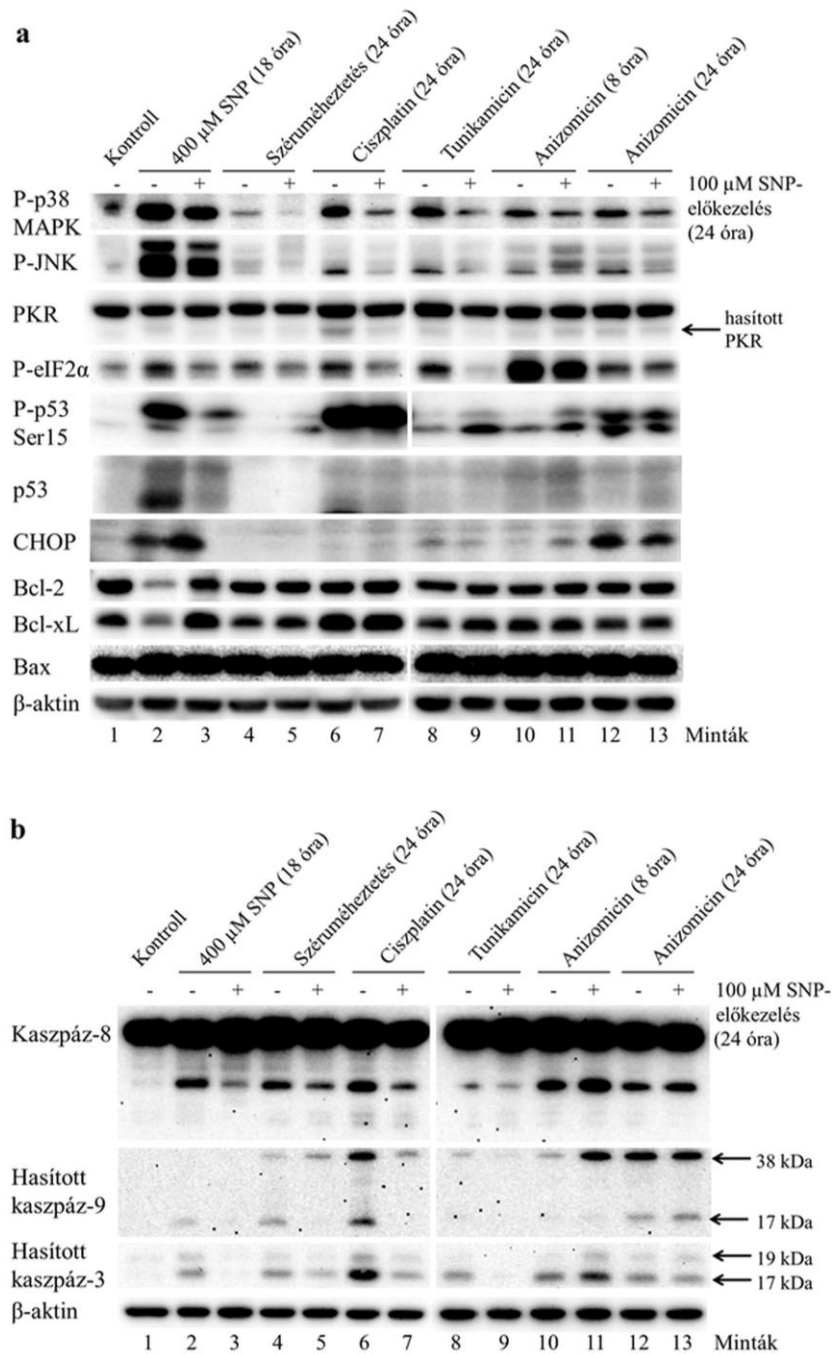 a
Kontroll
400 µM SNP (18 óra)
Széruméheztetés (24 óra)
Ciszplatin (24 óra)
Tunikamicin (24 óra)
Anizomicin (8 óra)
Anizomicin (24 óra)
- - + - + - + - + - + - + 100 µM SNP-
előkezelés
(24 óra)
P-p38
MAPK
P-JNK
PKR
hasított
PKR
P-eIF2α
P-p53
Ser15
p53
CHOP
Bcl-2
Bcl-xL
Bax
β-aktin
1 2 3 4 5 6 7 8 9 10 11 12 13 Minták
b
Kontroll
400 µM SNP (18 óra)
Széruméheztetés (24 óra)
Ciszplatin (24 óra)
Tunikamicin (24 óra)
Anizomicin (8 óra)
Anizomicin (24 óra)
- - + - + - + - + - + - + 100 µM SNP-
előkezelés
(24 óra)
Kaszpáz-8
38 kDa
Hasított
kaszpáz-9
17 kDa
19 kDa
Hasított
kaszpáz-3
17 kDa
β-aktin
1 2 3 4 5 6 7 8 9 10 11 12 13 Minták